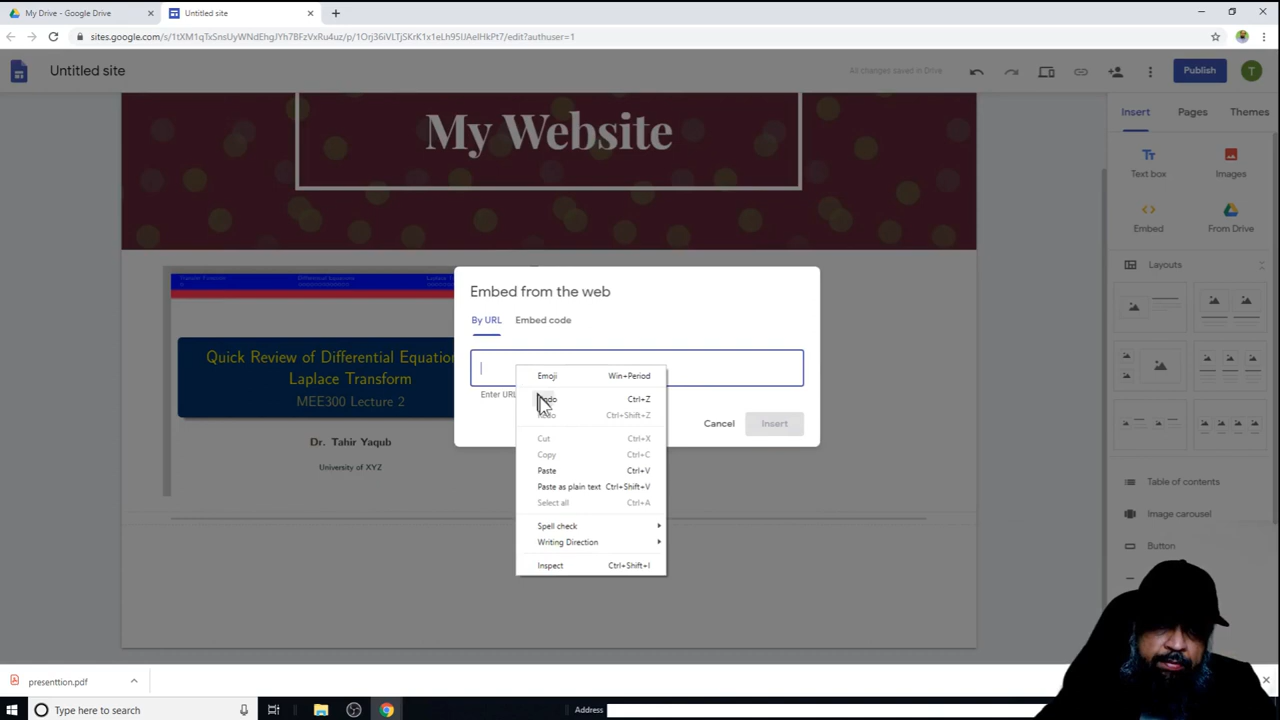 My Drive - Google Drive
Untitled site
sites.google.com/s/1tXM1qTxSnsUyWNdEhgJYh7BFzVxRu4uz/p/1Orj36iVLTjSKrK1x1eLh95lJAelHkPt7/edit?authuser=1
Untitled site
All changes saved in Drive
Publish
T
My Website
Insert
Pages
Themes
Text box
Images
Embed
From Drive
Layouts
Table of contents
Image carousel
Button
Quick Review of Differential Equation
Laplace Transform
MEE300 Lecture 2
Dr. Tahir Yaqub
University of XYZ
Embed from the web
By URL
Embed code
Enter URL
Cancel
Insert
Emoji Win+Period
Undo Ctrl+Z
Redo Ctrl+Shift+Z
Cut Ctrl+X
Copy Ctrl+C
Paste Ctrl+V
Paste as plain text Ctrl+Shift+V
Select all Ctrl+A
Spell check
Writing Direction
Inspect Ctrl+Shift+I
presenttion.pdf
Type here to search
Address